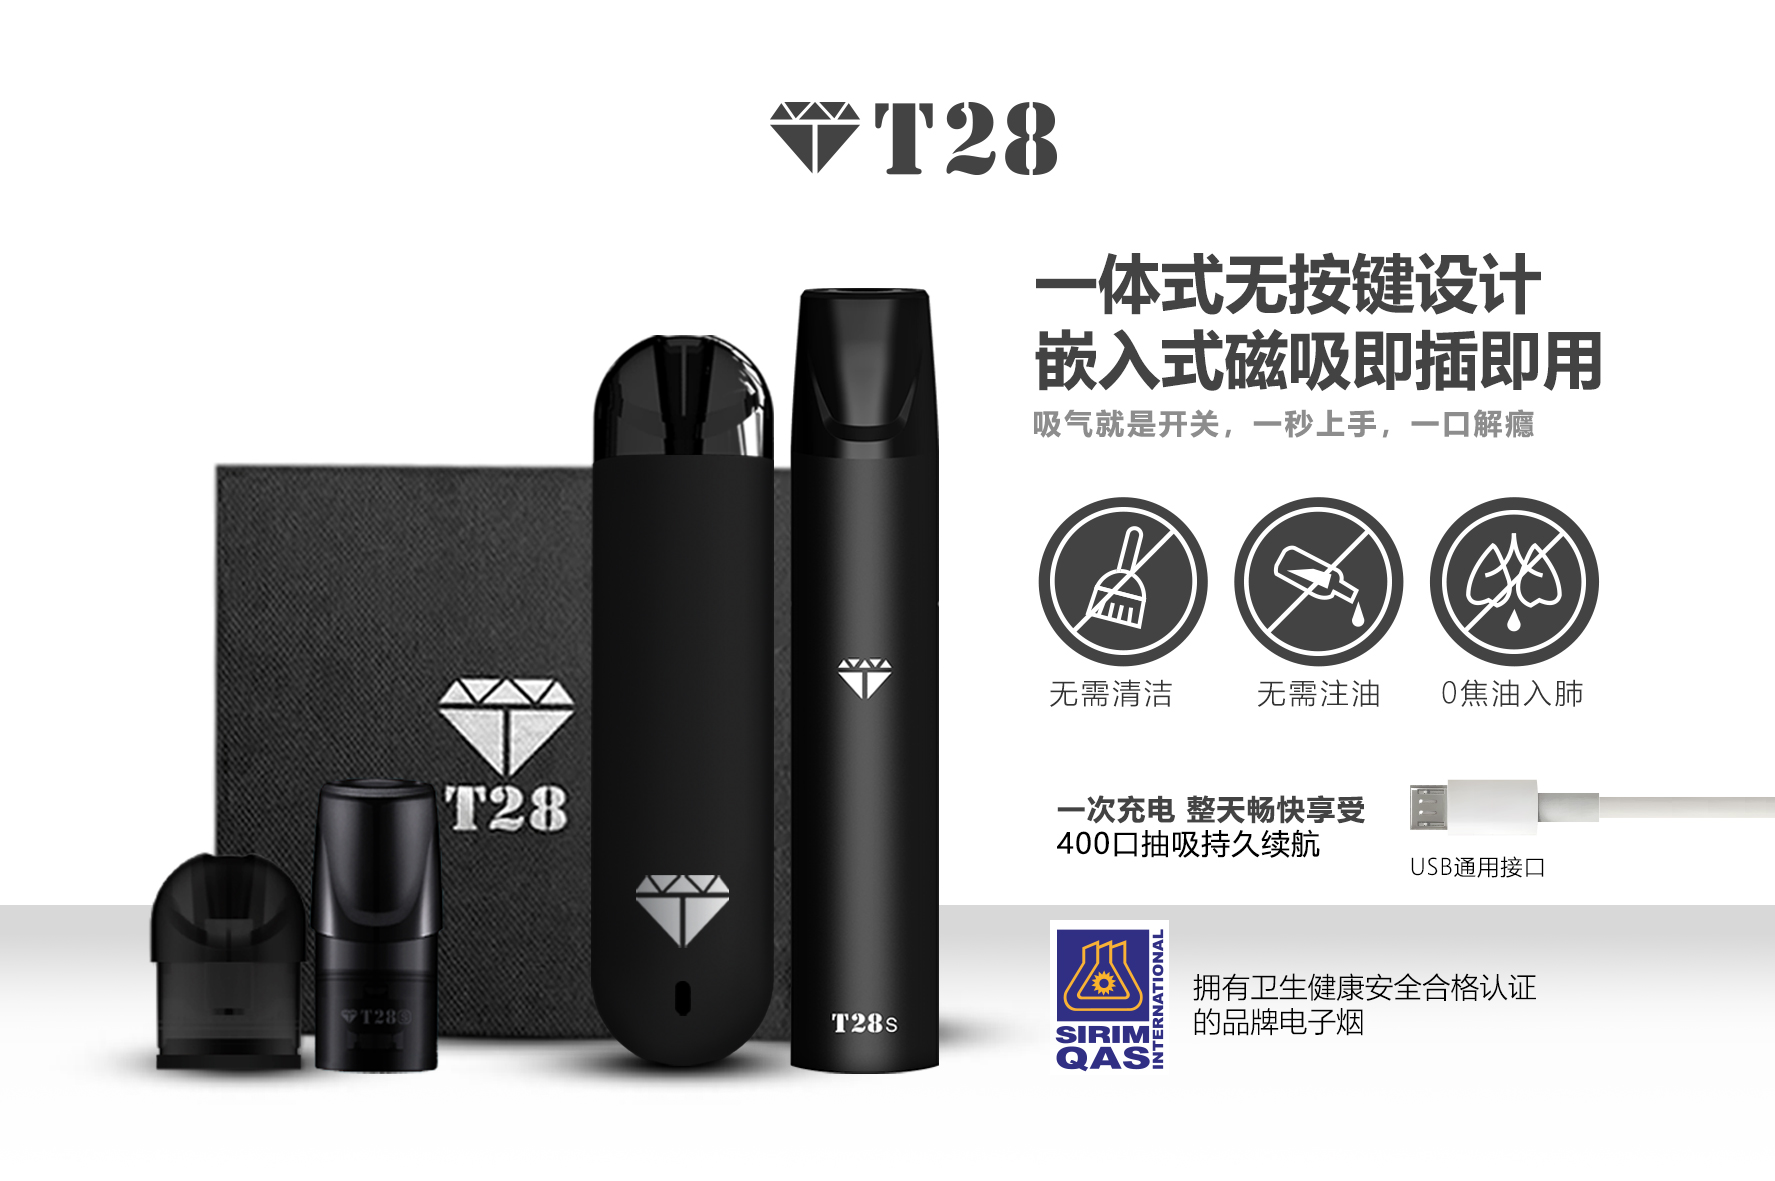 T28
一体式无按键设计
嵌入式磁吸即插即用
吸气就是开关，一秒上手，一口解瘾
无需清洁
无需注油
0焦油入肺
T28
一次充电 整天畅快享受
400口抽吸持久续航
USB通用接口
SIRIM
QAS
INTERNATIONAL
拥有卫生健康安全合格认证
的品牌电子烟
T28s
T28s